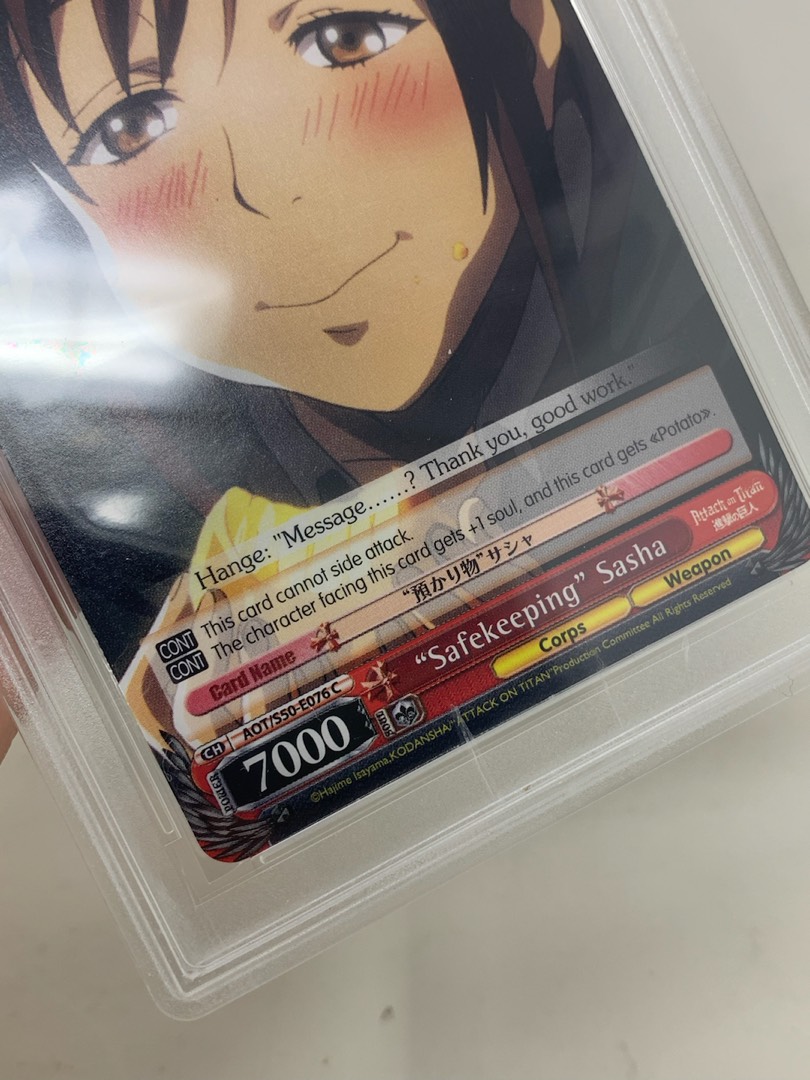 Hange: "Message.......? Thank you, good work."
CONT This card cannot side attack.
CONT The character facing this card gets +1 soul, and this card gets «Potato».
Card Name
“預かり物”サシャ
“Safekeeping” Sasha
Attack on Titan
進撃の巨人
CH AOT/S50-E076 C
POWER 7000
SOUL
Corps
Weapon
©Hajime Isayama,KODANSHA/"ATTACK ON TITAN"Production Committee All Rights Reserved